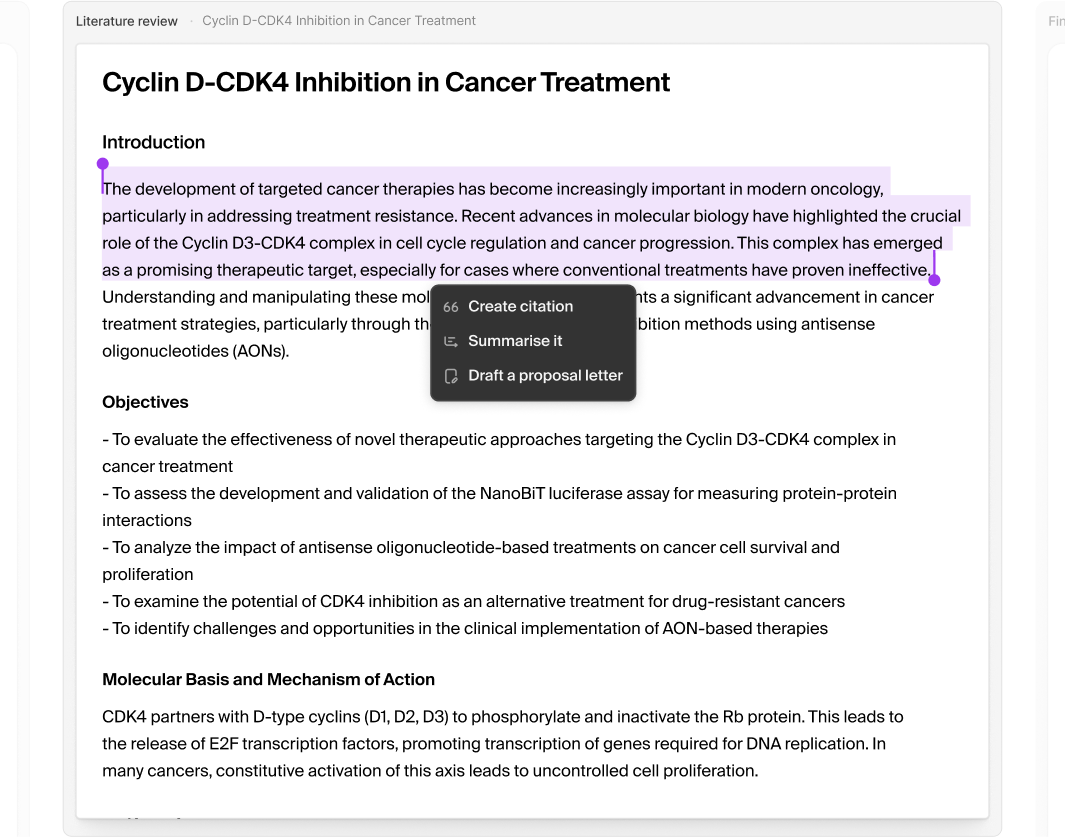 Literature review · Cyclin D-CDK4 Inhibition in Cancer Treatment
Fin
Cyclin D-CDK4 Inhibition in Cancer Treatment
Introduction
The development of targeted cancer therapies has become increasingly important in modern oncology,
particularly in addressing treatment resistance. Recent advances in molecular biology have highlighted the crucial
role of the Cyclin D3-CDK4 complex in cell cycle regulation and cancer progression. This complex has emerged
as a promising therapeutic target, especially for cases where conventional treatments have proven ineffective.
Understanding and manipulating these mol nts a significant advancement in cancer
treatment strategies, particularly through th bition methods using antisense
oligonucleotides (AONs).
66 Create citation
Summarise it
Draft a proposal letter
Objectives
- To evaluate the effectiveness of novel therapeutic approaches targeting the Cyclin D3-CDK4 complex in
cancer treatment
- To assess the development and validation of the NanoBiT luciferase assay for measuring protein-protein
interactions
- To analyze the impact of antisense oligonucleotide-based treatments on cancer cell survival and
proliferation
- To examine the potential of CDK4 inhibition as an alternative treatment for drug-resistant cancers
- To identify challenges and opportunities in the clinical implementation of AON-based therapies
Molecular Basis and Mechanism of Action
CDK4 partners with D-type cyclins (D1, D2, D3) to phosphorylate and inactivate the Rb protein. This leads to
the release of E2F transcription factors, promoting transcription of genes required for DNA replication. In
many cancers, constitutive activation of this axis leads to uncontrolled cell proliferation.